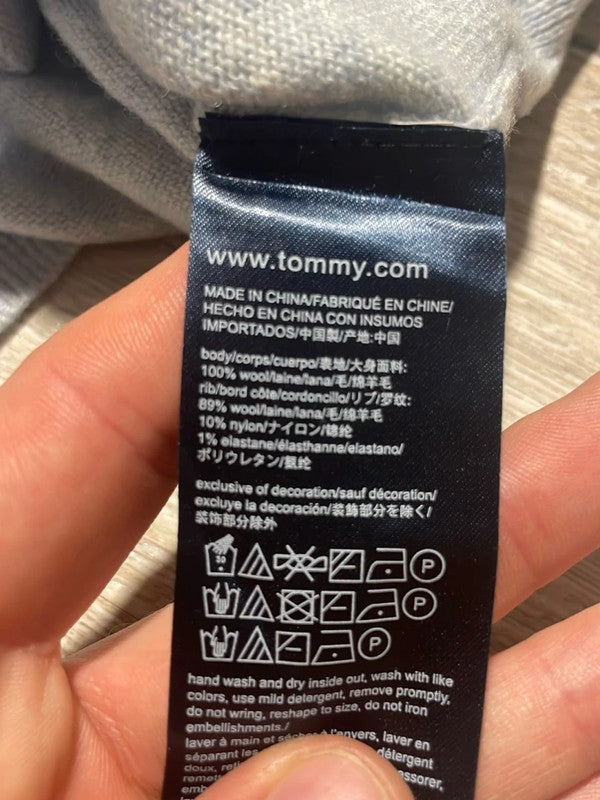 www.tommy.com
MADE IN CHINA/FABRIQUÉ EN CHINE/
HECHO EN CHINA CON INSUMOS
IMPORTADOS/中国製/产地:中国
body/corps/cuerpo/表地/大身面料:
100% wool/laine/lana/毛/绵羊毛
rib/bord côte/cordoncillo/リブ/罗纹:
89% wool/laine/lana/毛/绵羊毛
10% nylon/ナイロン/锦纶
1% elastane/élasthanne/elastano/
ポリウレタン/氨纶
exclusive of decoration/sauf décoration/
excluye la decoración/装飾部分を除く/
装饰部分除外
30
P
P
P
hand wash and dry inside out, wash with like
colors, use mild detergent, remove promptly,
do not wring, reshape to size, do not iron
embellishments./
laver à main et à l'envers, laver en
séparant les détergent
doux,